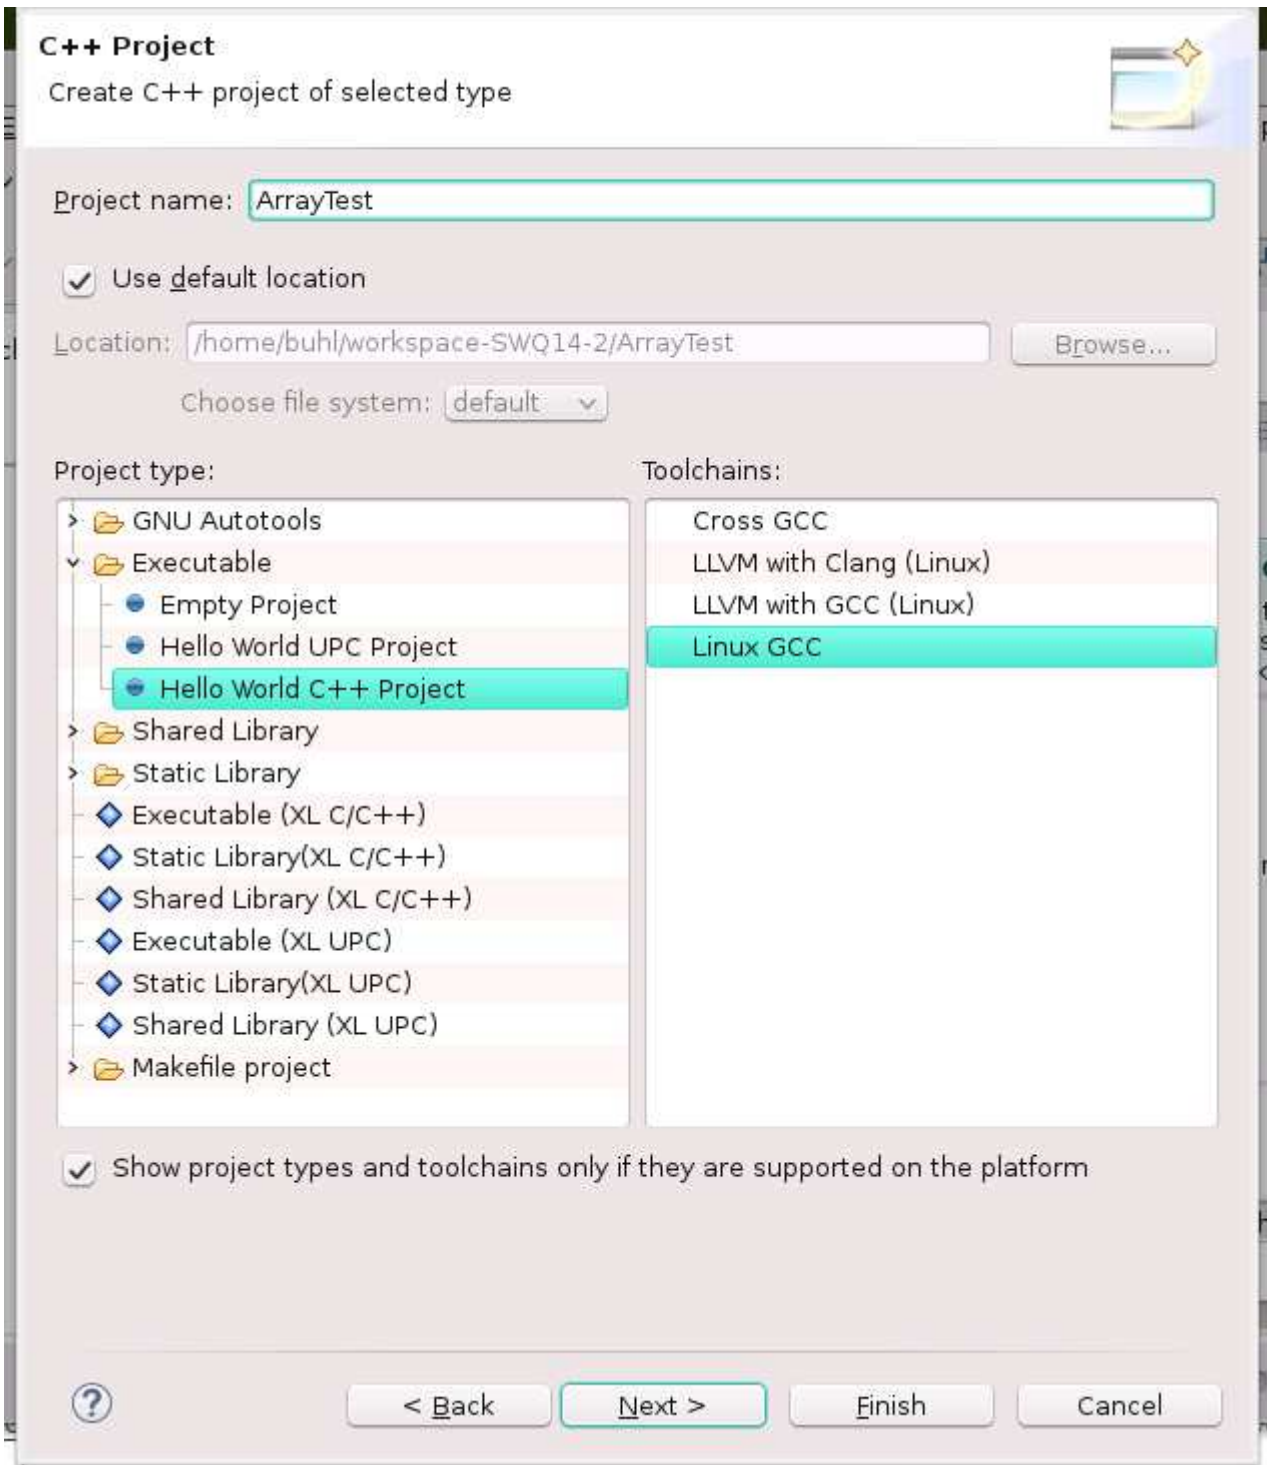 C++ Project
Create C++ project of selected type
Project name: ArrayTest
Use default location
Location: /home/buhl/workspace-SWQ14-2/ArrayTest Browse...
Choose file system: default
Project type: Toolchains:
GNU Autotools
Executable
Empty Project
Hello World UPC Project
Hello World C++ Project
Shared Library
Static Library
Executable (XL C/C++)
Static Library(XL C/C++)
Shared Library (XL C/C++)
Executable (XL UPC)
Static Library(XL UPC)
Shared Library (XL UPC)
Makefile project
Cross GCC
LLVM with Clang (Linux)
LLVM with GCC (Linux)
Linux GCC
Show project types and toolchains only if they are supported on the platform
? < Back Next > Finish Cancel